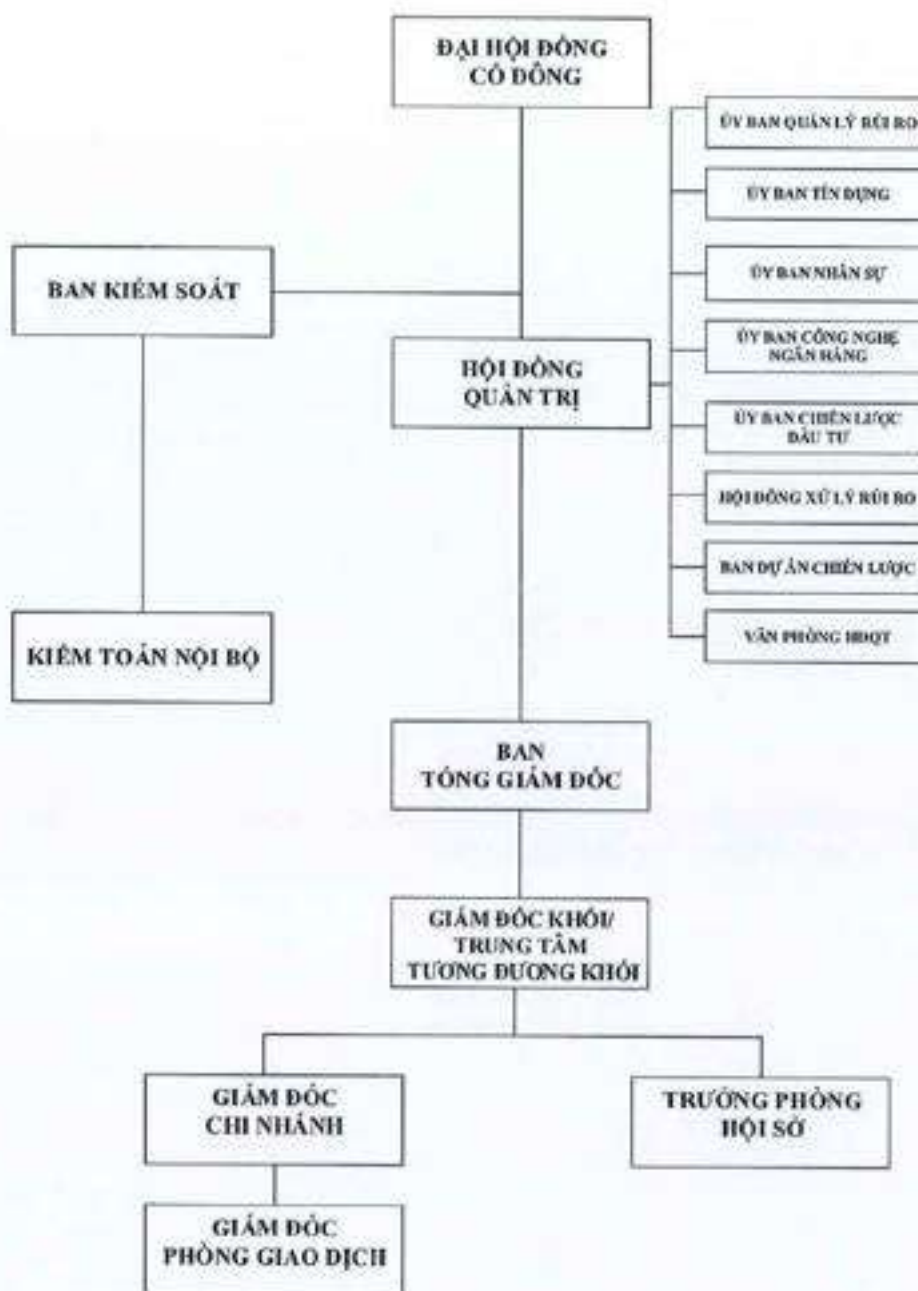 ĐẠI HỘI ĐỒNG
CỔ ĐÔNG
ỦY BAN QUẢN LÝ RỦI RO
ỦY BAN TÍN DỤNG
ỦY BAN NHÂN SỰ
BAN KIỂM SOÁT
ỦY BAN CÔNG NGHỆ
NGÂN HÀNG
HỘI ĐỒNG
QUẢN TRỊ
ỦY BAN CHIẾN LƯỢC
ĐẦU TƯ
HỘI ĐỒNG XỬ LÝ RỦI RO
BAN DỰ ÁN CHIẾN LƯỢC
VĂN PHÒNG HĐQT
KIỂM TOÁN NỘI BỘ
BAN
TỔNG GIÁM ĐỐC
GIÁM ĐỐC KHỐI/
TRUNG TÂM
TƯƠNG ĐƯƠNG KHỐI
GIÁM ĐỐC
CHI NHÁNH
TRƯỞNG PHÒNG
HỘI SỞ
GIÁM ĐỐC
PHÒNG GIAO DỊCH